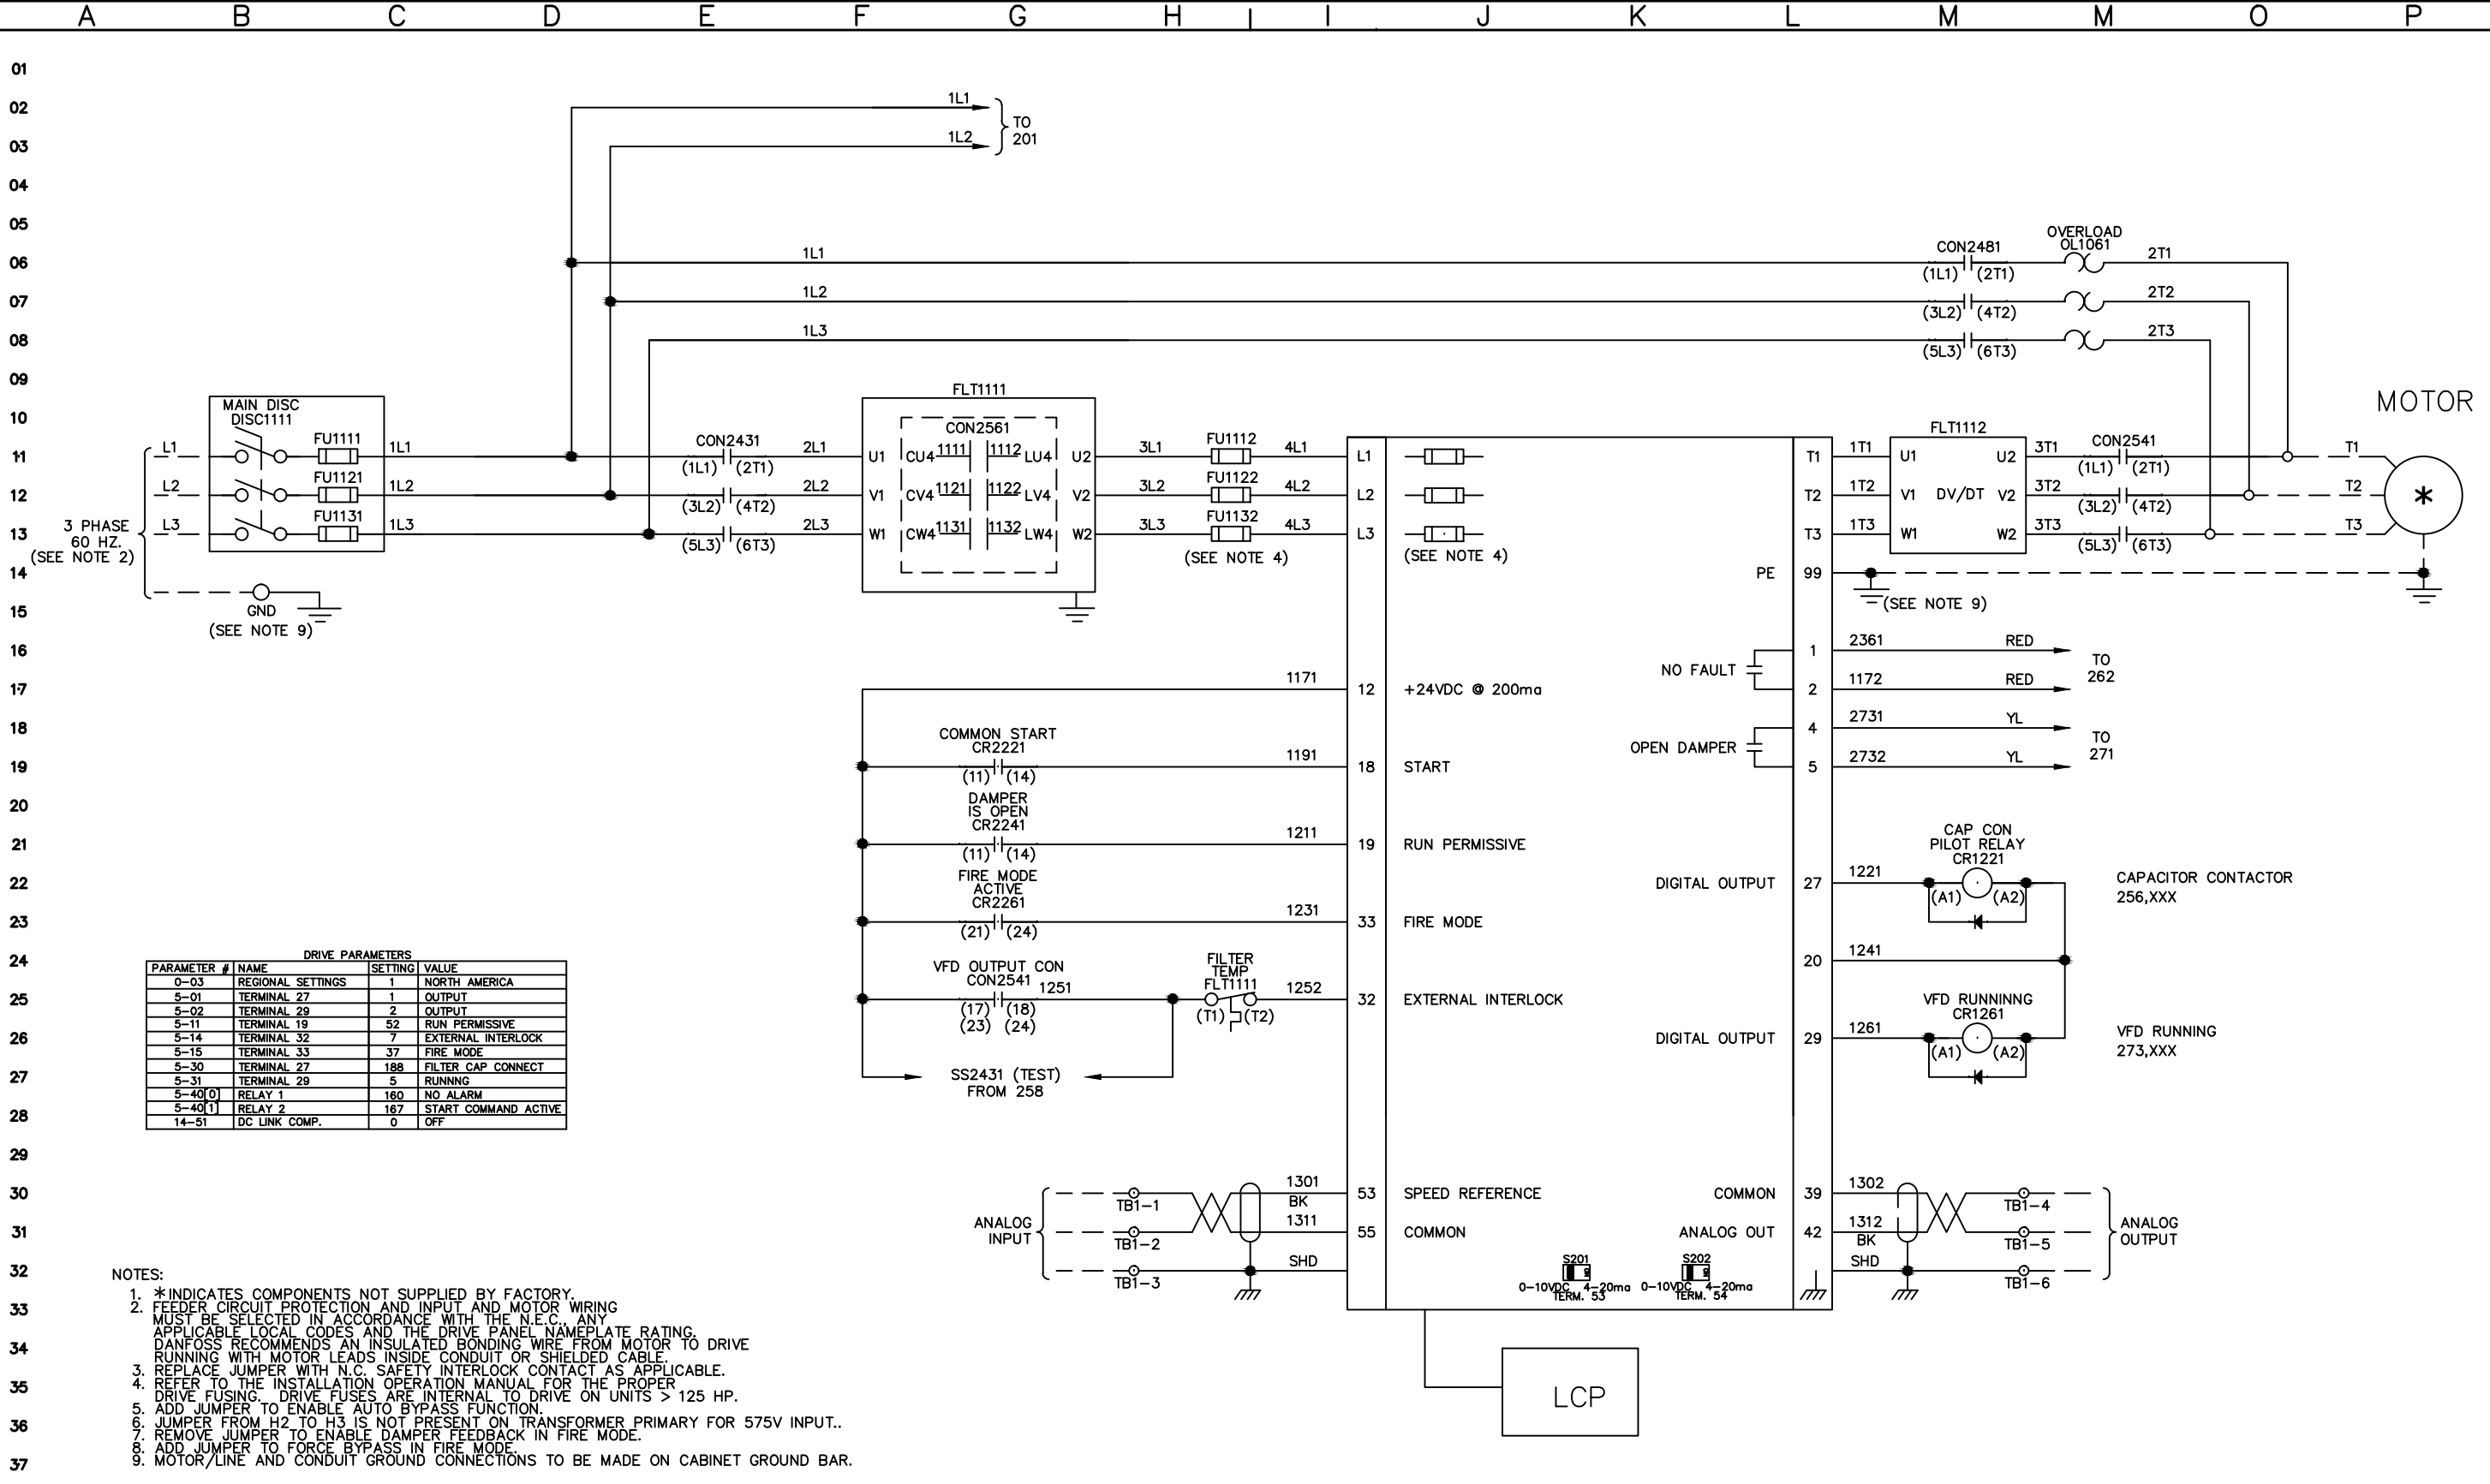 A B C D E F G H I J K L M M O P
01
02 1L1
TO
03 1L2 201
04
05
OVERLOAD
CON2481 OL1061
06 1L1 2T1
(1L1) (2T1)
07 1L2 2T2
(3L2) (4T2)
08 1L3 2T3
(5L3) (6T3)
09
FLT1111
MOTOR
10 MAIN DISC
DISC1111
CON2561
FLT1112
11 L1 FU1111 1L1 CON2431 2L1 U1 CU4 1111 1112 LU4 U2 3L1 FU1112 4L1 L1 T1 1T1 U1 U2 3T1 CON2541 T1
(1L1) (2T1) (1L1) (2T1)
12 L2 FU1121 1L2 2L2 V1 CV4 1121 1122 LV4 V2 3L2 FU1122 4L2 L2 T2 1T2 V1 DV/DT V2 3T2 T2 *
(3L2) (4T2) (3L2) (4T2)
13 L3 FU1131 1L3 2L3 W1 CW4 1131 1132 LW4 W2 3L3 FU1132 4L3 L3 T3 1T3 W1 W2 3T3 T3
(5L3) (6T3) (5L3) (6T3)
3 PHASE
60 HZ.
(SEE NOTE 2)
(SEE NOTE 4)
(SEE NOTE 4)
14 PE 99
15 GND
(SEE NOTE 9)
(SEE NOTE 9)
16 1 2361 RED
NO FAULT
TO
262
17 1171 12 +24VDC @ 200ma 2 1172 RED
18 4 2731 YL
COMMON START
CR2221
OPEN DAMPER
TO
271
19 1191 18 START 5 2732 YL
(11) (14)
20 DAMPER
IS OPEN
CR2241
21 1211 19 RUN PERMISSIVE
(11) (14)
CAP CON
PILOT RELAY
CR1221
22 FIRE MODE
ACTIVE
CR2261
DIGITAL OUTPUT 27 1221
(A1) (A2)
CAPACITOR CONTACTOR
256,XXX
23 1231 33 FIRE MODE
(21) (24)
24 20 1241
VFD OUTPUT CON
CON2541
FILTER
TEMP
FLT1111
25 1251 1252 32 EXTERNAL INTERLOCK
(17) (18)
(23) (24)
(T1) (T2)
VFD RUNNINNG
CR1261
26 DIGITAL OUTPUT 29 1261
(A1) (A2)
VFD RUNNING
273,XXX
27 SS2431 (TEST)
FROM 258
28
DRIVE PARAMETERS
PARAMETER # NAME SETTING VALUE
0-03 REGIONAL SETTINGS 1 NORTH AMERICA
5-01 TERMINAL 27 1 OUTPUT
5-02 TERMINAL 29 2 OUTPUT
5-11 TERMINAL 19 52 RUN PERMISSIVE
5-14 TERMINAL 32 7 EXTERNAL INTERLOCK
5-15 TERMINAL 33 37 FIRE MODE
5-30 TERMINAL 27 188 FILTER CAP CONNECT
5-31 TERMINAL 29 5 RUNNNG
5-40[0] RELAY 1 160 NO ALARM
5-40[1] RELAY 2 167 START COMMAND ACTIVE
14-51 DC LINK COMP. 0 OFF
29
30 TB1-1 1301 53 SPEED REFERENCE COMMON 39 1302 TB1-4
BK
ANALOG
INPUT
31 TB1-2 1311 55 COMMON ANALOG OUT 42 1312 TB1-5
BK
ANALOG
OUTPUT
32 TB1-3 SHD SHD TB1-6
S201
ON
0-10VDC 4-20ma
TERM. 53
S202
ON
0-10VDC 4-20ma
TERM. 54
33
34
35
36
37
LCP
NOTES:
1. *INDICATES COMPONENTS NOT SUPPLIED BY FACTORY.
2. FEEDER CIRCUIT PROTECTION AND INPUT AND MOTOR WIRING
MUST BE SELECTED IN ACCORDANCE WITH THE N.E.C., ANY
APPLICABLE LOCAL CODES AND THE DRIVE PANEL NAMEPLATE RATING.
DANFOSS RECOMMENDS AN INSULATED BONDING WIRE FROM MOTOR TO DRIVE
RUNNING WITH MOTOR LEADS INSIDE CONDUIT OR SHIELDED CABLE.
3. REPLACE JUMPER WITH N.C. SAFETY INTERLOCK CONTACT AS APPLICABLE.
4. REFER TO THE INSTALLATION OPERATION MANUAL FOR THE PROPER
DRIVE FUSING. DRIVE FUSES ARE INTERNAL TO DRIVE ON UNITS > 125 HP.
5. ADD JUMPER TO ENABLE AUTO BYPASS FUNCTION.
6. JUMPER FROM H2 TO H3 IS NOT PRESENT ON TRANSFORMER PRIMARY FOR 575V INPUT..
7. REMOVE JUMPER TO ENABLE DAMPER FEEDBACK IN FIRE MODE.
8. ADD JUMPER TO FORCE BYPASS IN FIRE MODE.
9. MOTOR/LINE AND CONDUIT GROUND CONNECTIONS TO BE MADE ON CABINET GROUND BAR.